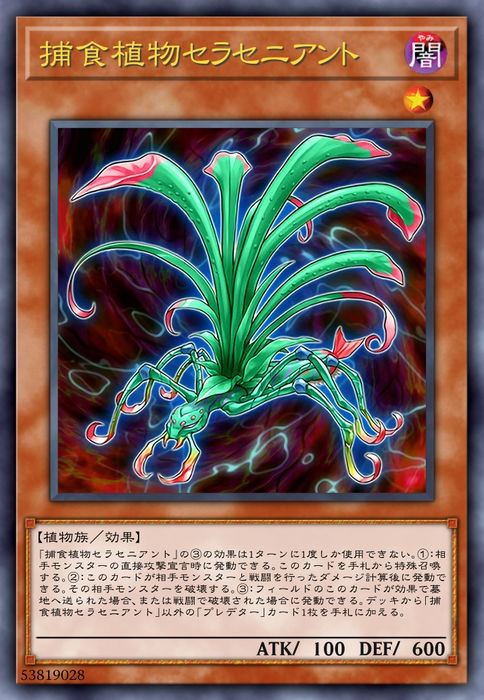 捕食植物セラセニアント
やみ
闇
【植物族／効果】
「捕食植物セラセニアント」の③の効果は1ターンに1度しか使用できない。①：相
手モンスターの直接攻撃宣言時に発動できる。このカードを手札から特殊召喚
する。②：このカードが相手モンスターと戦闘を行ったダメージ計算後に発動で
きる。その相手モンスターを破壊する。③：フィールドのこのカードが効果で墓
地へ送られた場合、または戦闘で破壊された場合に発動できる。デッキから「捕
食植物セラセニアント」以外の「プレデター」カード1枚を手札に加える。
ATK/ 100 DEF/ 600
53819028